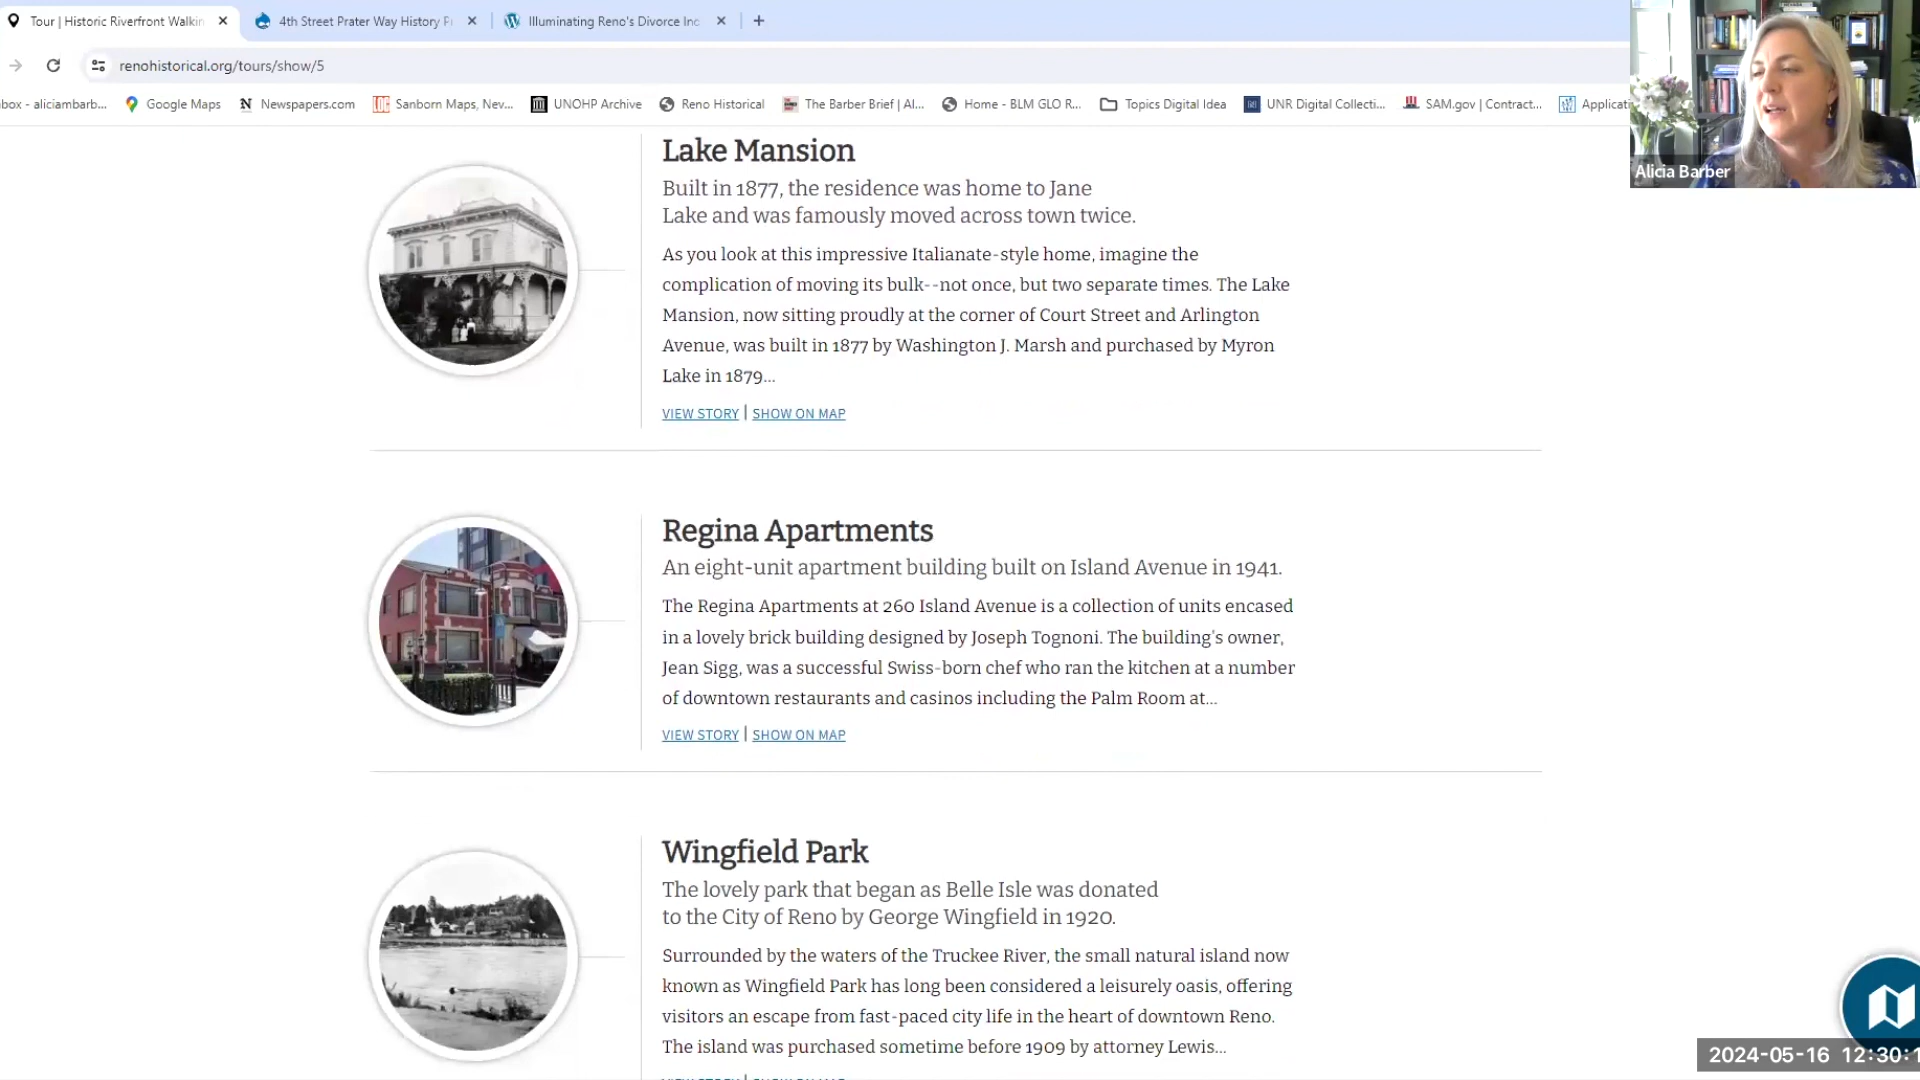 Tour | Historic Riverfront Walkin
4th Street Prater Way History P
Illuminating Reno's Divorce Ind
renohistorical.org/tours/show/5
box - aliciambarb...
Google Maps
Newspapers.com
Sanborn Maps, Nev...
UNOHP Archive
Reno Historical
The Barber Brief | Al...
Home - BLM GLO R...
Topics Digital Idea
UNR Digital Collecti...
SAM.gov | Contract...
Applicati
Alicia Barber
Lake Mansion
Built in 1877, the residence was home to Jane
Lake and was famously moved across town twice.
As you look at this impressive Italianate-style home, imagine the
complication of moving its bulk--not once, but two separate times. The Lake
Mansion, now sitting proudly at the corner of Court Street and Arlington
Avenue, was built in 1877 by Washington J. Marsh and purchased by Myron
Lake in 1879...
VIEW STORY | SHOW ON MAP
Regina Apartments
An eight-unit apartment building built on Island Avenue in 1941.
The Regina Apartments at 260 Island Avenue is a collection of units encased
in a lovely brick building designed by Joseph Tognoni. The building's owner,
Jean Sigg, was a successful Swiss-born chef who ran the kitchen at a number
of downtown restaurants and casinos including the Palm Room at...
VIEW STORY | SHOW ON MAP
Wingfield Park
The lovely park that began as Belle Isle was donated
to the City of Reno by George Wingfield in 1920.
Surrounded by the waters of the Truckee River, the small natural island now
known as Wingfield Park has long been considered a leisurely oasis, offering
visitors an escape from fast-paced city life in the heart of downtown Reno.
The island was purchased sometime before 1909 by attorney Lewis...
2024-05-16 12:30:1